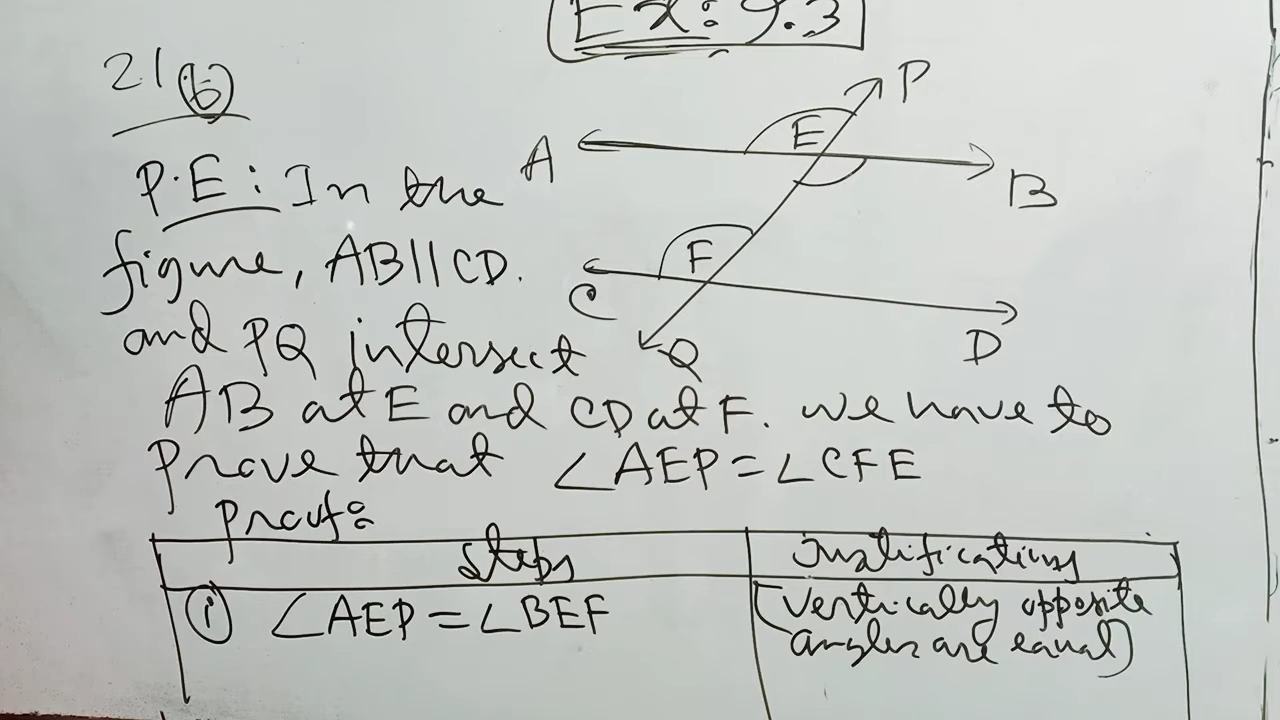 Ex: 9.3
21 (b)
P
E
A
B
P.E: In the
F
figure, AB||CD.
C
D
Q
and PQ intersect
AB at E and CD at F. we have to
Prove that ∠AEP = ∠CFE
Proof:
Steps
Justifications
① ∠AEP = ∠BEF
(Vertically opposite
angles are equal)